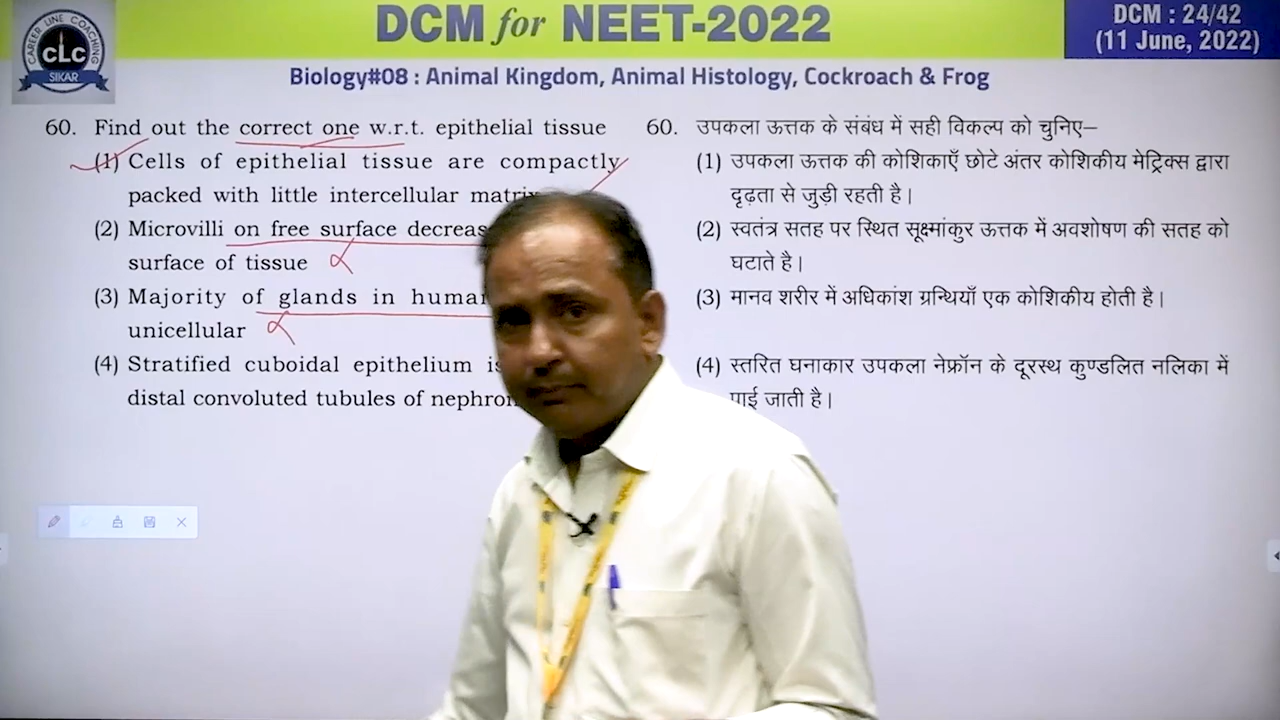 DCM for NEET-2022
DCM : 24/42
(11 June, 2022)
CAREER LINE COACHING
CLC
SIKAR
Biology#08 : Animal Kingdom, Animal Histology, Cockroach & Frog
60. Find out the correct one w.r.t. epithelial tissue
(1) Cells of epithelial tissue are compactly
packed with little intercellular
(2) Microvilli on free surface
surface of tissue
(3) Majority of glands in
unicellular
(4) Stratified cuboidal epithelium
distal convoluted tubules of
60. उपकला ऊत्तक के संबंध में सही विकल्प को चुनिए–
(1) उपकला ऊत्तक की कोशिकाएँ छोटे अंतर कोशिकीय मेट्रिक्स द्वारा
दृढ़ता से जुड़ी रहती है।
(2) स्वतंत्र सतह पर स्थित सूक्ष्मांकुर ऊत्तक में अवशोषण की सतह को
घटाते है।
(3) मानव शरीर में अधिकांश ग्रन्थियाँ एक कोशिकीय होती है।
(4) स्तरित घनाकार उपकला नेफ्रॉन के दूरस्थ कुण्डलित नलिका में
पाई जाती है।